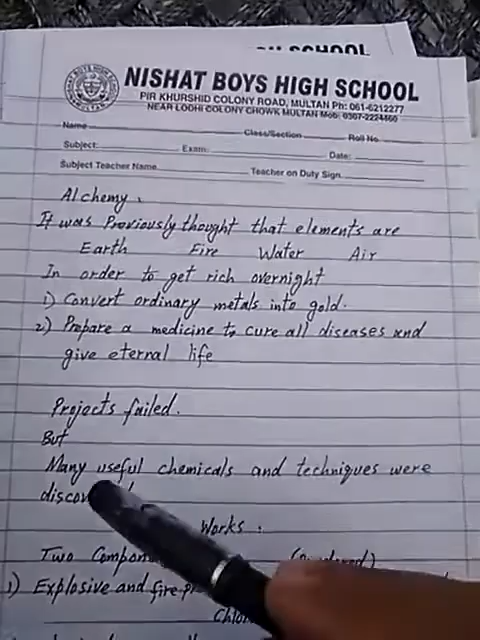 SCHOOL
NISHAT BOYS HIGH SCHOOL
PIR KHURSHID COLONY ROAD, MULTAN Ph: 061-6212277
NEAR LODHI COLONY CHOWK MULTAN Mob: 0307-2224460
Name Class/Section Roll No.
Subject: Exam: Date:
Subject Teacher Name Teacher on Duty Sign.
Alchemy.
It was Previously thought that elements are
Earth Fire Water Air
In order to get rich overnight
i) Convert ordinary metals into gold.
2) Prepare a medicine to cure all diseases and
give eternal life
Projects failed.
But
Many useful chemicals and techniques were
Works :
Two
1) Explosive and fire